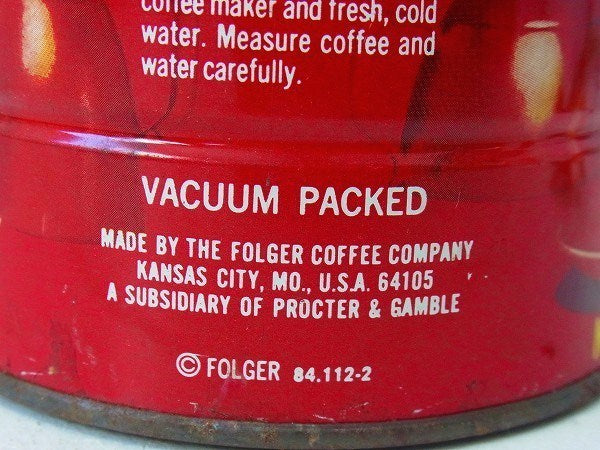 coffee maker and fresh, cold
water. Measure coffee and
water carefully.
VACUUM PACKED
MADE BY THE FOLGER COFFEE COMPANY
KANSAS CITY, MO., U.S.A. 64105
A SUBSIDIARY OF PROCTER & GAMBLE
© FOLGER 84.112-2